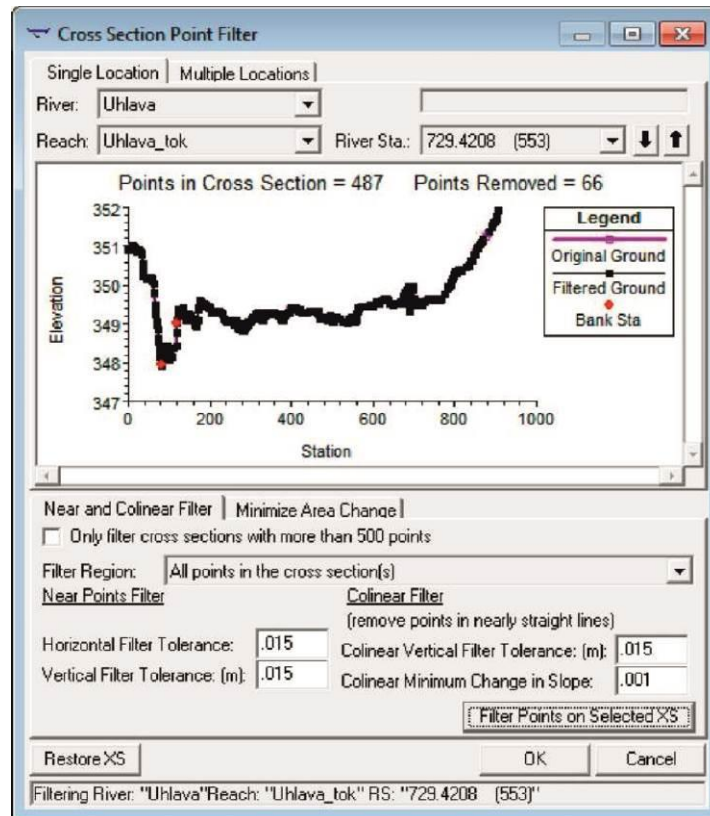 Cross Section Point Filter
Single Location Multiple Locations
River: Uhlava
Reach: Uhlava_tok River Sta.: 729.4208 (553)
Points in Cross Section = 487 Points Removed = 66
352
351
350
349
348
347
Elevation
0 200 400 600 800 1000
Station
Legend
Original Ground
Filtered Ground
Bank Sta
Near and Colinear Filter Minimize Area Change
Only filter cross sections with more than 500 points
Filter Region: All points in the cross section(s)
Near Points Filter Colinear Filter
(remove points in nearly straight lines)
Horizontal Filter Tolerance: .015 Colinear Vertical Filter Tolerance: (m): .015
Vertical Filter Tolerance: (m): .015 Colinear Minimum Change in Slope: .001
Filter Points on Selected XS
Restore XS OK Cancel
Filtering River: "Uhlava"Reach: "Uhlava_tok" RS: "729.4208 (553)"